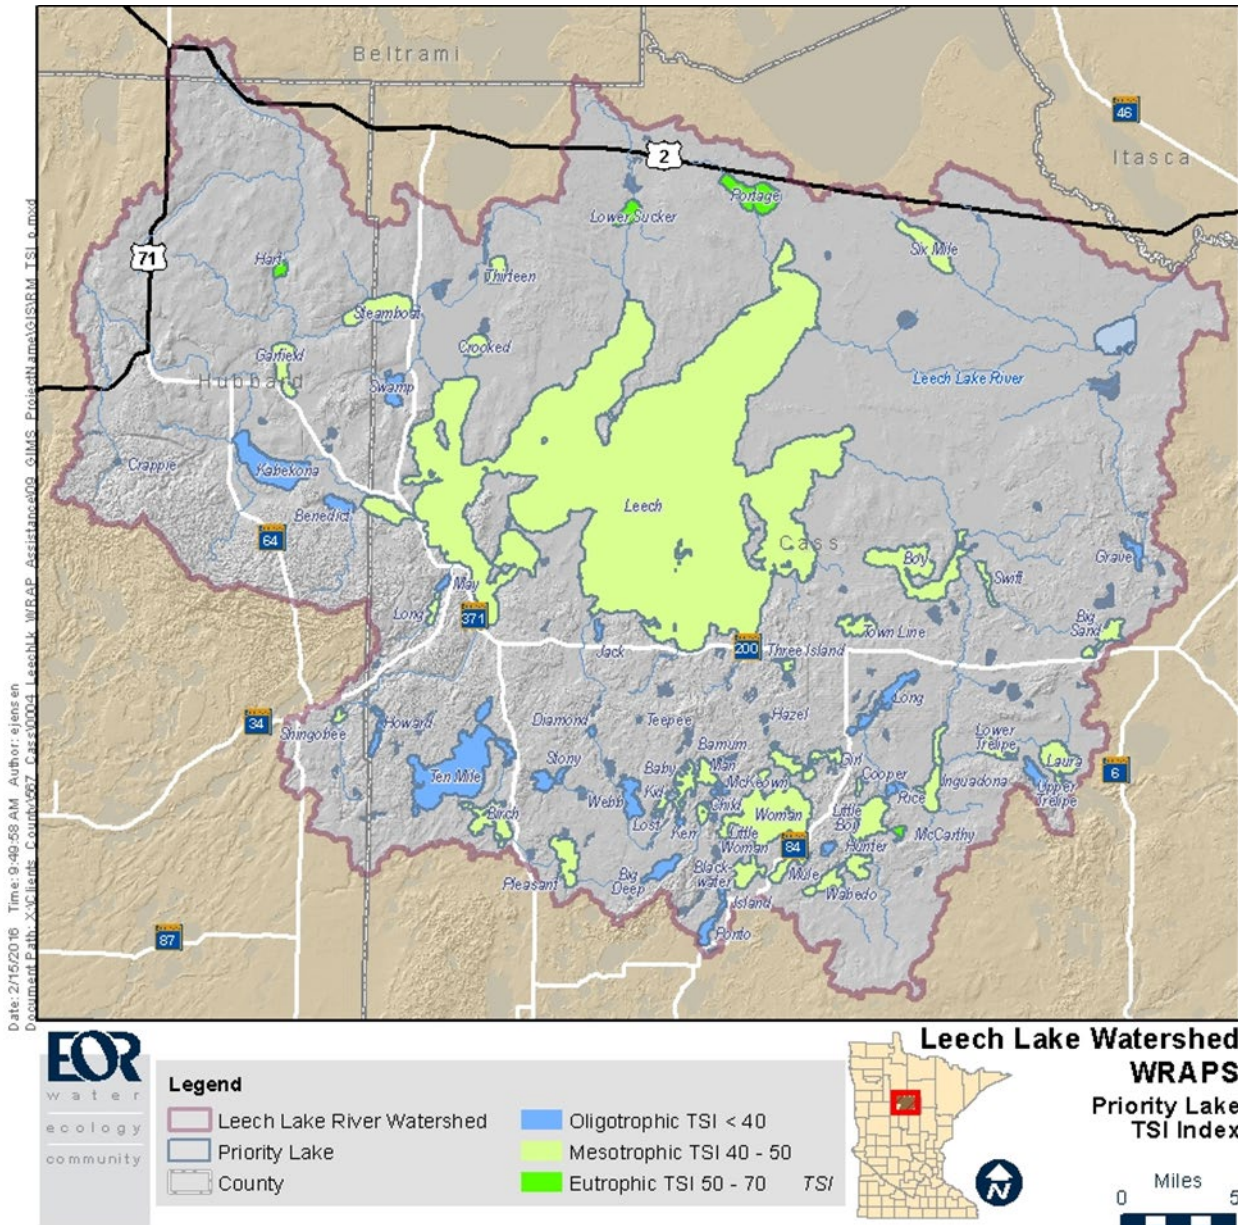 Beltrami
46
Itasca
2
Portage
Lower Sucker
71
Hart
Six Mile
Thirteen
Steamboat
Crooked
Garfield
Hubbard
Swamp
Leech Lake River
Crappie
Kabekona
Leech
Benedict
64
Cass
Boy
Grave
May
Swift
Long
371
Big
Sand
Town Line
Jack
200
Three Island
Long
34
Howard
Diamond
Teepee
Hazel
Shingobee
Lower
Trelipe
Barnum
Stony
Man
Girl
Laura
Ten Mile
Baby
McKeown
Cooper
Inguadona
6
Kid
Upper
Trelipe
Webb
Child
Rice
Birch
Woman
Little
Boy
Lost
Kerr
Little
Woman
McCarthy
84
Hunter
Black-
water
Mule
Pleasant
Big
Deep
Wabedo
Island
87
Ponto
Date: 2/15/2016 Time: 9:49:58 AM Author: ejensen
EOR
water
ecology
community
Legend
Leech Lake River Watershed
Priority Lake
County
Oligotrophic TSI < 40
Mesotrophic TSI 40 - 50
Eutrophic TSI 50 - 70 TSI
N
Leech Lake Watershed
WRAPS
Priority Lake
TSI Index
Miles
0 5